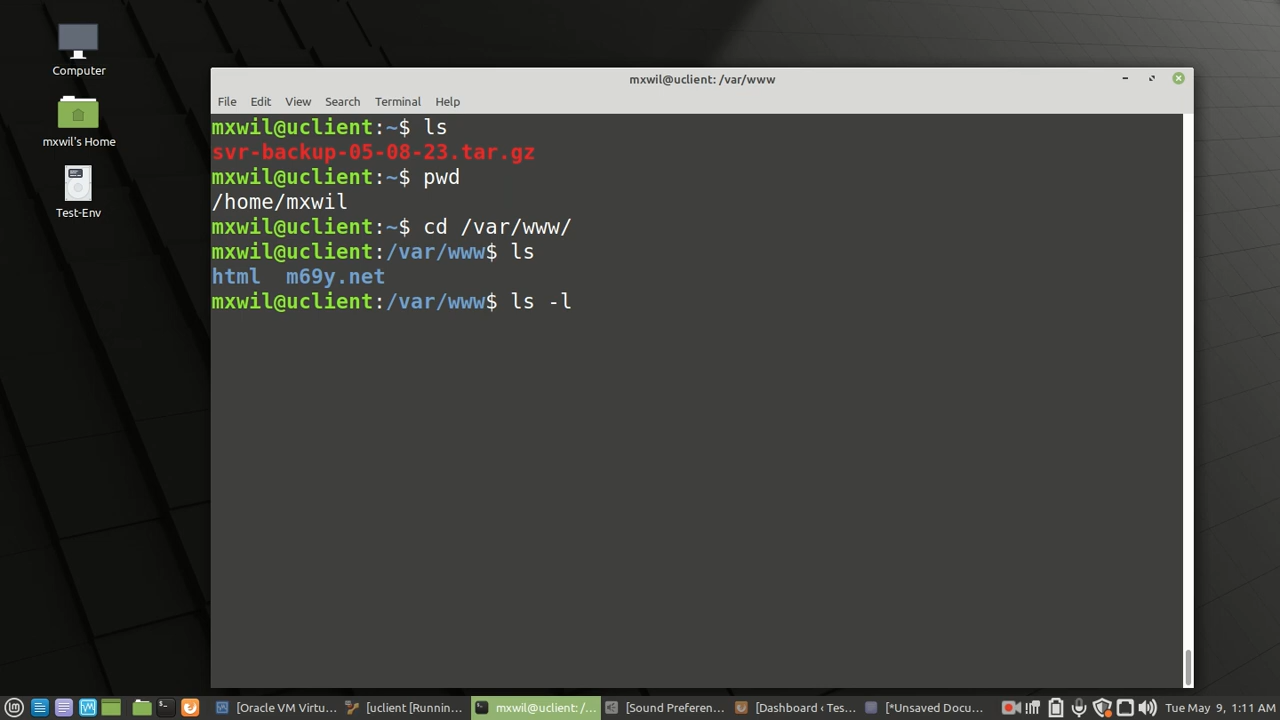 Computer
mxwil's Home
Test-Env
mxwil@uclient: /var/www
File Edit View Search Terminal Help
mxwil@uclient:~$ ls
svr-backup-05-08-23.tar.gz
mxwil@uclient:~$ pwd
/home/mxwil
mxwil@uclient:~$ cd /var/www/
mxwil@uclient:/var/www$ ls
html  m69y.net
mxwil@uclient:/var/www$ ls -l
[Oracle VM Virtu... [uclient [Runnin... mxwil@uclient: /... [Sound Preferen... [Dashboard ‹ Tes... [*Unsaved Docu... Tue May 9, 1:11 AM